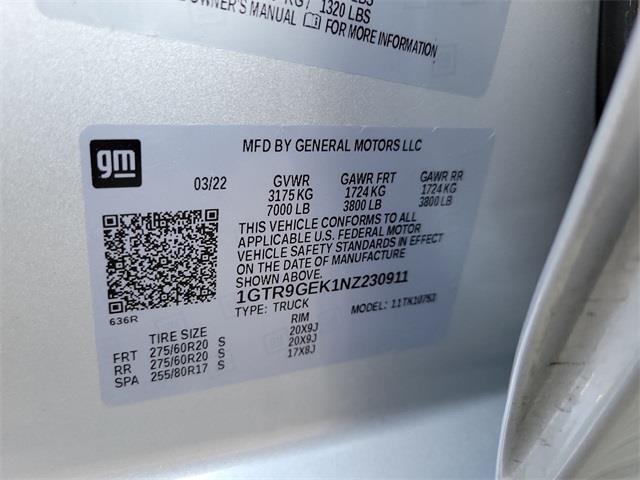 1320 LBS
OWNER'S MANUAL FOR MORE INFORMATION
gm
MFD BY GENERAL MOTORS LLC
03/22 GVWR GAWR FRT GAWR RR
3175 KG 1724 KG 1724 KG
7000 LB 3800 LB 3800 LB
THIS VEHICLE CONFORMS TO ALL
APPLICABLE U.S. FEDERAL MOTOR
VEHICLE SAFETY STANDARDS IN EFFECT
ON THE DATE OF MANUFACTURE
SHOWN ABOVE.
1GTR9GEK1NZ230911
TYPE: TRUCK MODEL: 11TK10753
636R
TIRE SIZE RIM
FRT 275/60R20 S 20X9J
RR 275/60R20 S 20X9J
SPA 255/80R17 S 17X8J